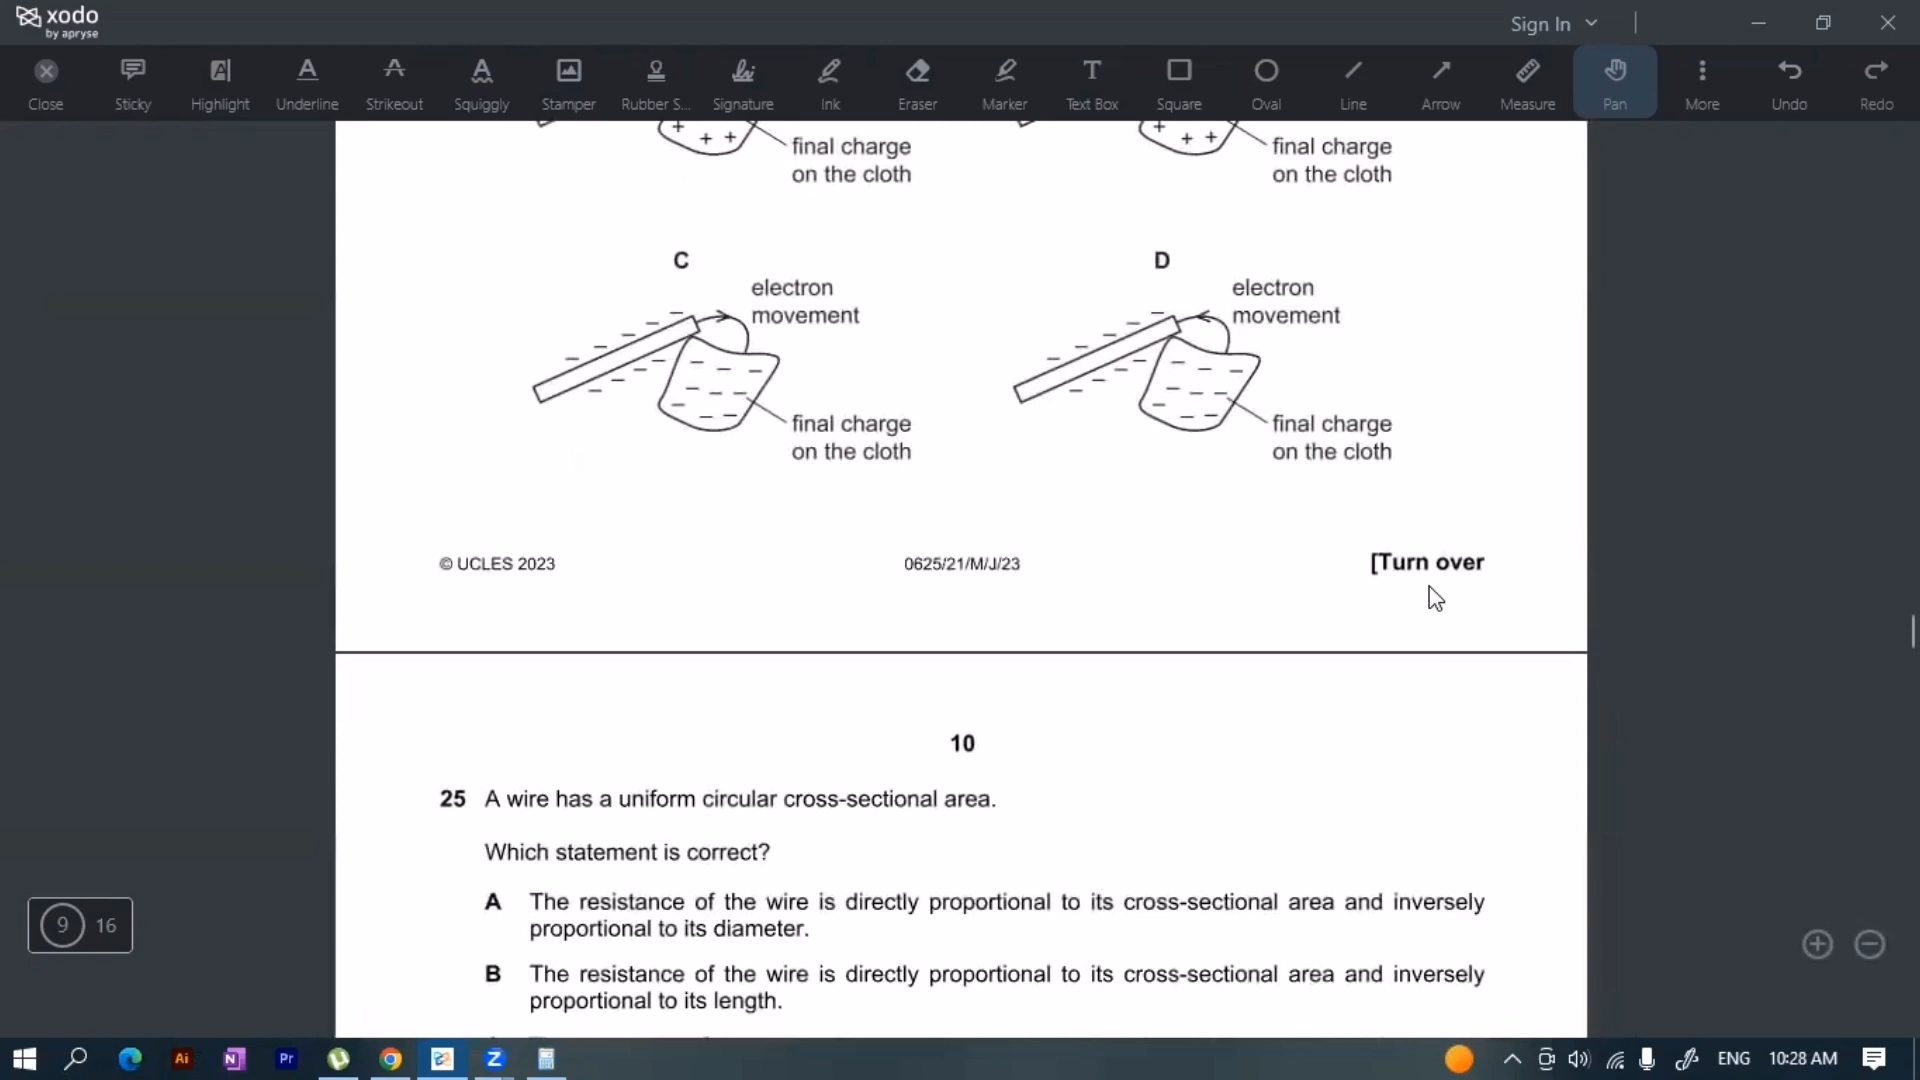 xodo
by apryse
Sign In
Close
Sticky
Highlight
Underline
Strikeout
Squiggly
Stamper
Rubber S...
Signature
Ink
Eraser
Marker
Text Box
Square
Oval
Line
Arrow
Measure
Pan
More
Undo
Redo
final charge
on the cloth
final charge
on the cloth
C
electron
movement
final charge
on the cloth
D
electron
movement
final charge
on the cloth
© UCLES 2023
0625/21/M/J/23
[Turn over
10
25 A wire has a uniform circular cross-sectional area.
Which statement is correct?
A The resistance of the wire is directly proportional to its cross-sectional area and inversely
proportional to its diameter.
B The resistance of the wire is directly proportional to its cross-sectional area and inversely
proportional to its length.
9 16
Ai
N
Pr
Z
ENG
10:28 AM